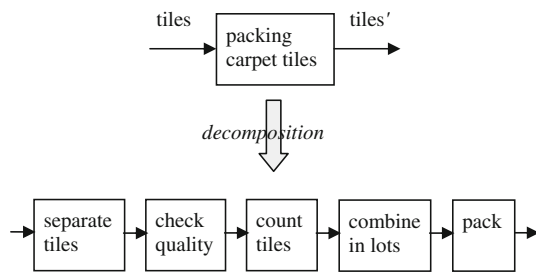 tiles
tiles′
packing
carpet tiles
decomposition
separate
tiles
check
quality
count
tiles
combine
in lots
pack